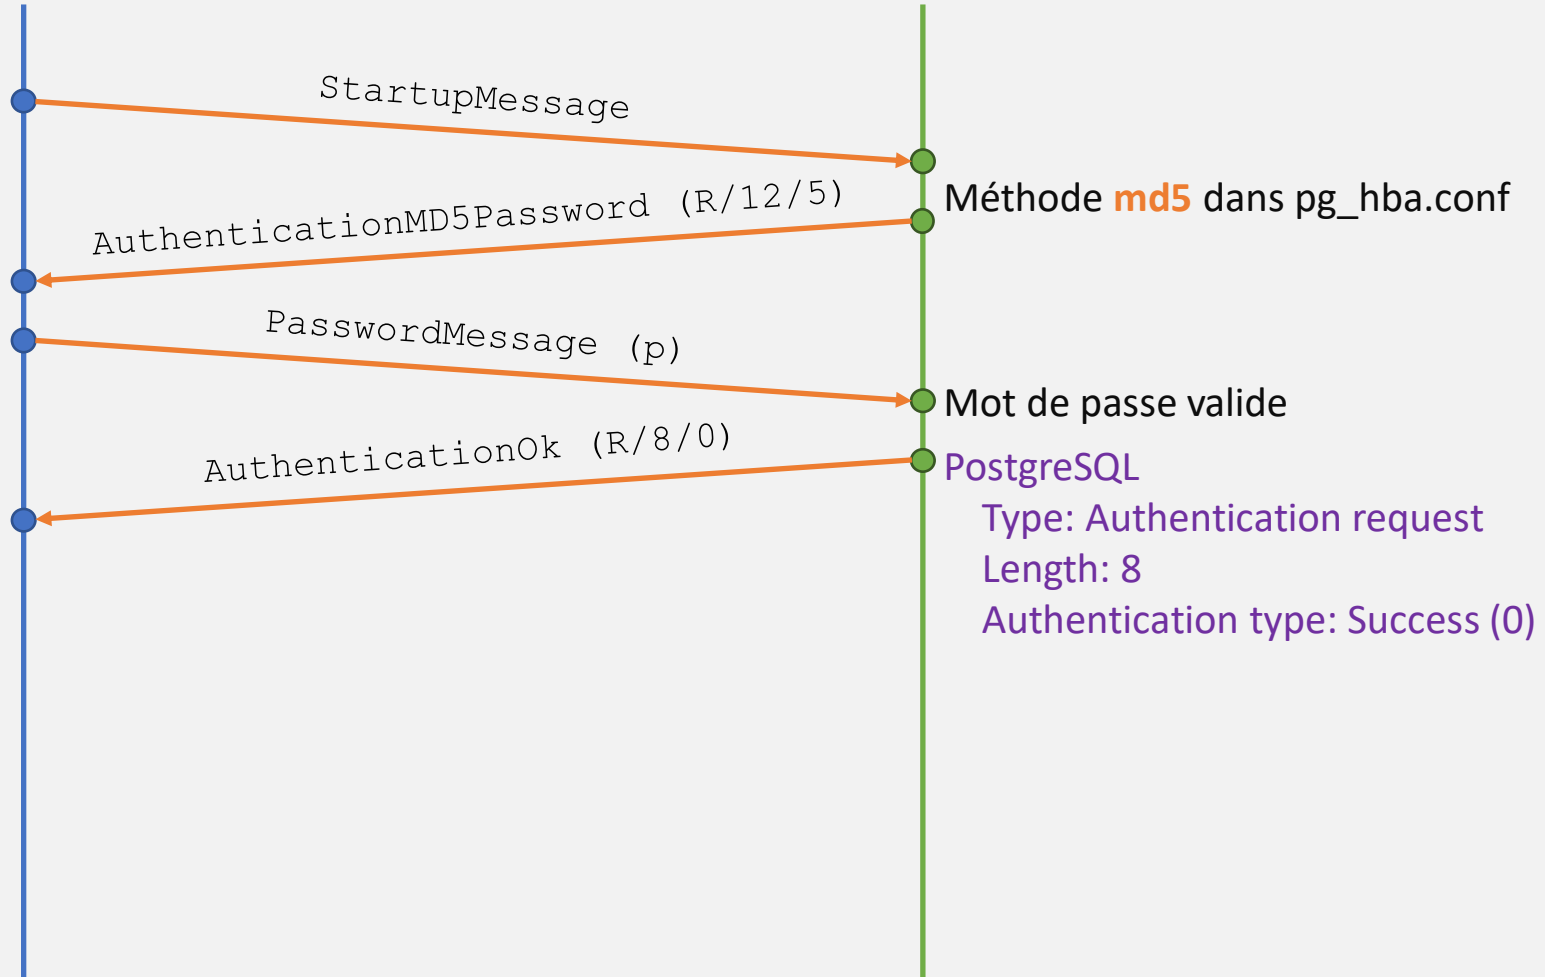 StartupMessage
AuthenticationMD5Password (R/12/5)
Méthode md5 dans pg_hba.conf
PasswordMessage (p)
Mot de passe valide
AuthenticationOk (R/8/0)
PostgreSQL
Type: Authentication request
Length: 8
Authentication type: Success (0)